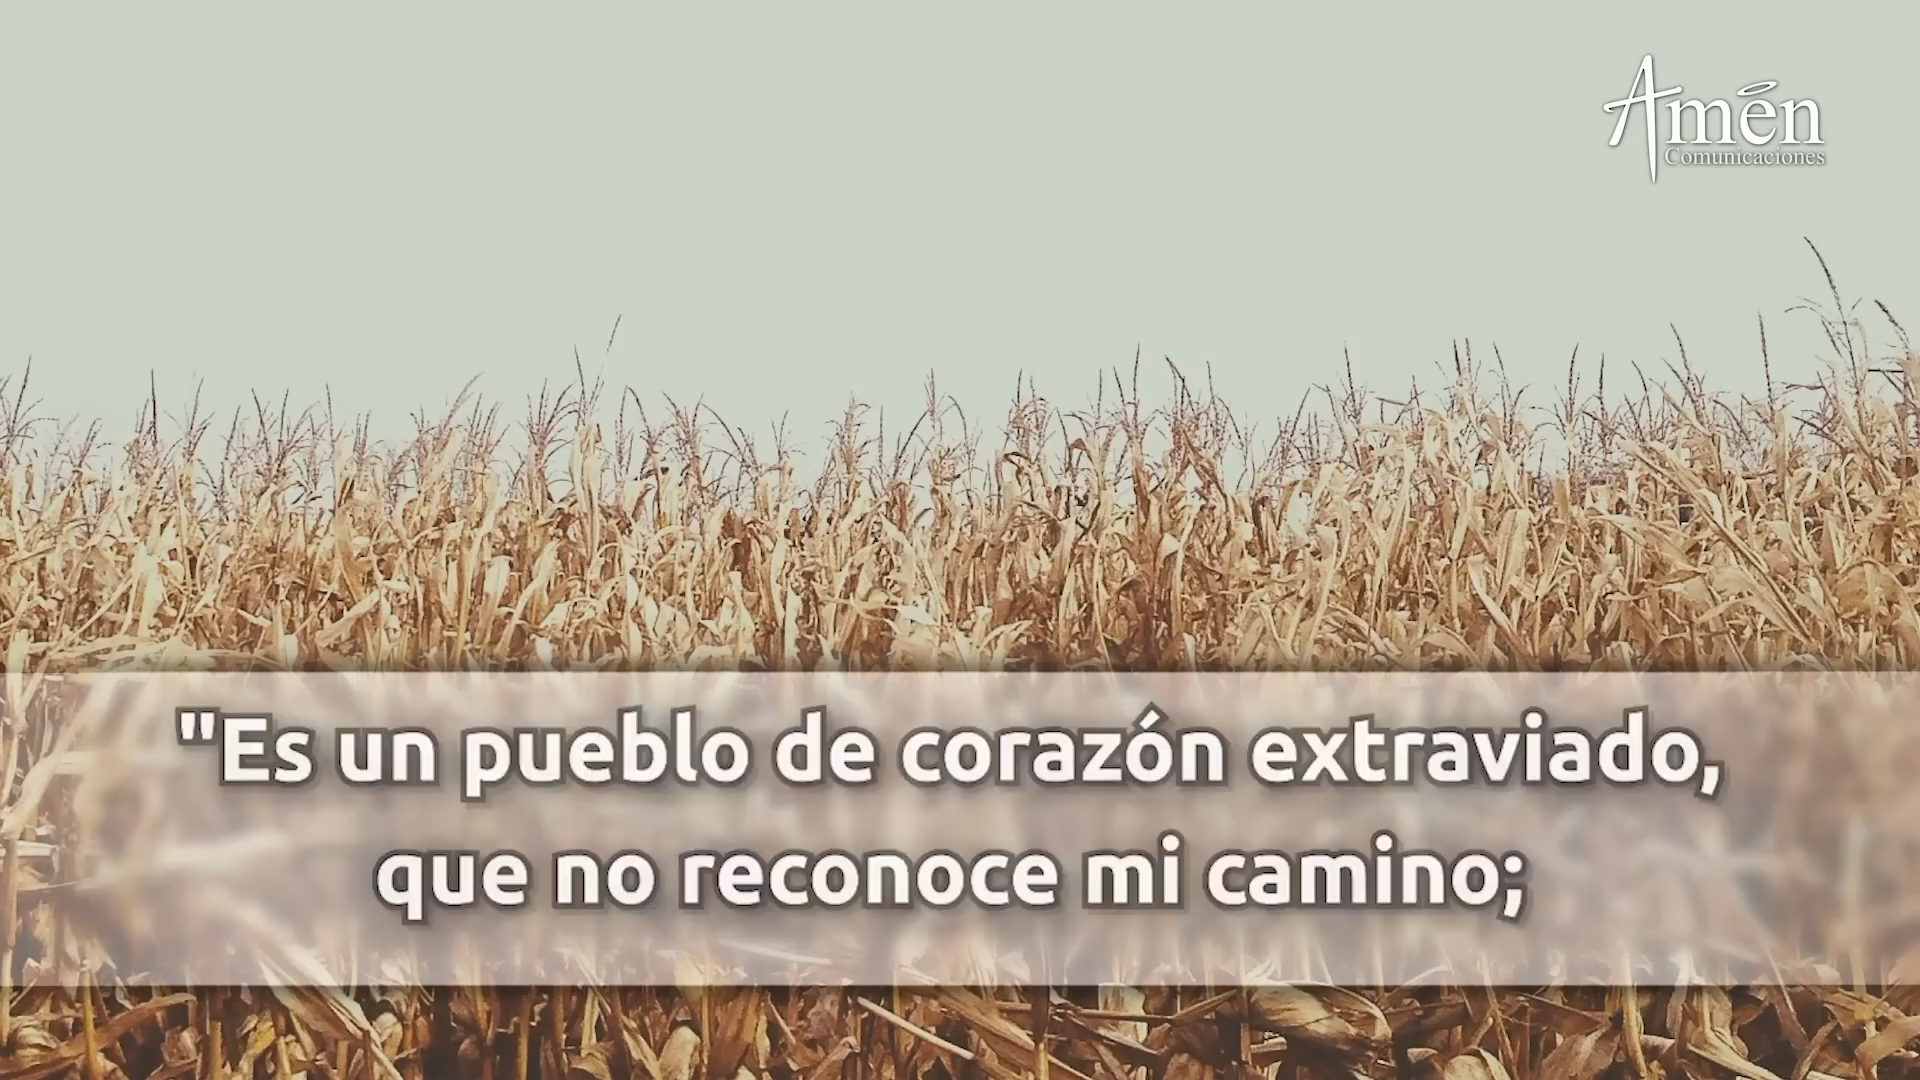 Amén
Comunicaciones
"Es un pueblo de corazón extraviado,
que no reconoce mi camino;